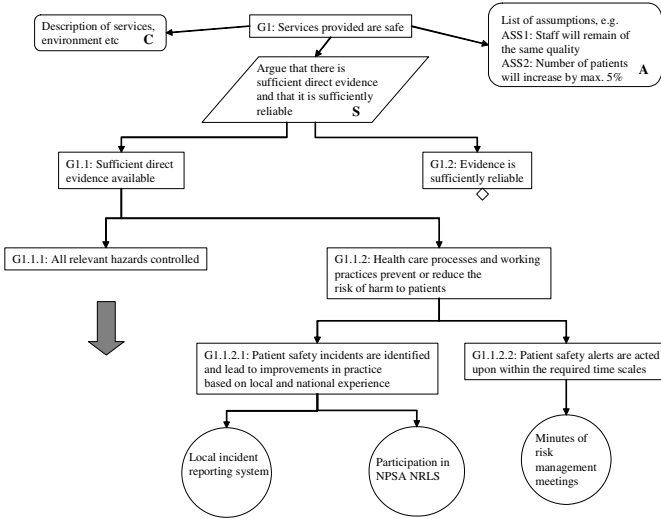 Description of services,
environment etc C
G1: Services provided are safe
List of assumptions, e.g.
ASS1: Staff will remain of
the same quality
ASS2: Number of patients
will increase by max. 5% A
Argue that there is
sufficient direct evidence
and that it is sufficiently
reliable S
G1.1: Sufficient direct
evidence available
G1.2: Evidence is
sufficiently reliable
G1.1.1: All relevant hazards controlled
G1.1.2: Health care processes and working
practices prevent or reduce the
risk of harm to patients
G1.1.2.1: Patient safety incidents are identified
and lead to improvements in practice
based on local and national experience
G1.1.2.2: Patient safety alerts are acted
upon within the required time scales
Local incident
reporting system
Participation in
NPSA NRLS
Minutes of
risk
management
meetings